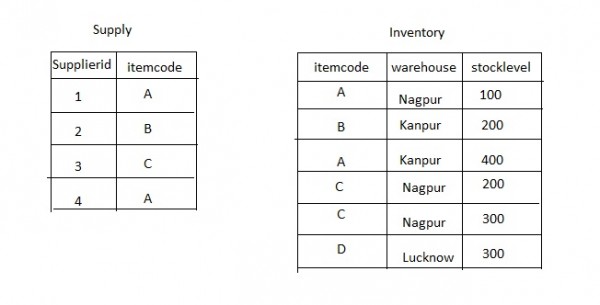 Supply
Supplierid itemcode
1 A
2 B
3 C
4 A
Inventory
itemcode warehouse stocklevel
A Nagpur 100
B Kanpur 200
A Kanpur 400
C Nagpur 200
C Nagpur 300
D Lucknow 300